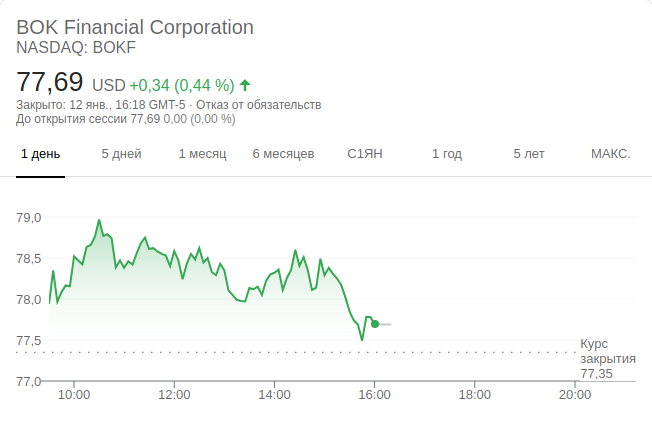 BOK Financial Corporation
NASDAQ: BOKF
77,69 USD +0,34 (0,44 %)
Закрыто: 12 янв., 16:18 GMT-5 · Отказ от обязательств
До открытия сессии 77,69 0,00 (0,00 %)
1 день 5 дней 1 месяц 6 месяцев С1ЯН 1 год 5 лет МАКС.
79,0
78,5
78,0
77,5
Курс
закрытия
77,35
77,0
10:00 12:00 14:00 16:00 18:00 20:00